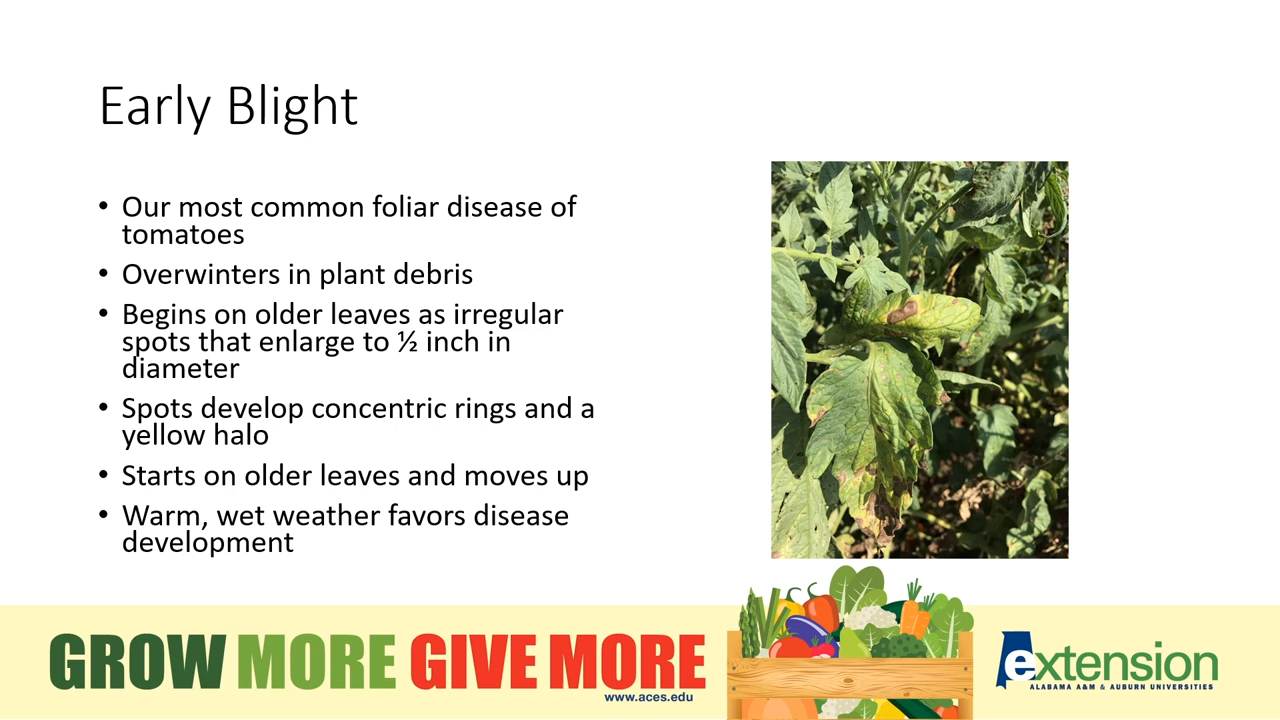 Early Blight
• Our most common foliar disease of
tomatoes
• Overwinters in plant debris
• Begins on older leaves as irregular
spots that enlarge to ½ inch in
diameter
• Spots develop concentric rings and a
yellow halo
• Starts on older leaves and moves up
• Warm, wet weather favors disease
development
GROW MORE GIVE MORE
www.aces.edu
extension
ALABAMA A&M & AUBURN UNIVERSITIES